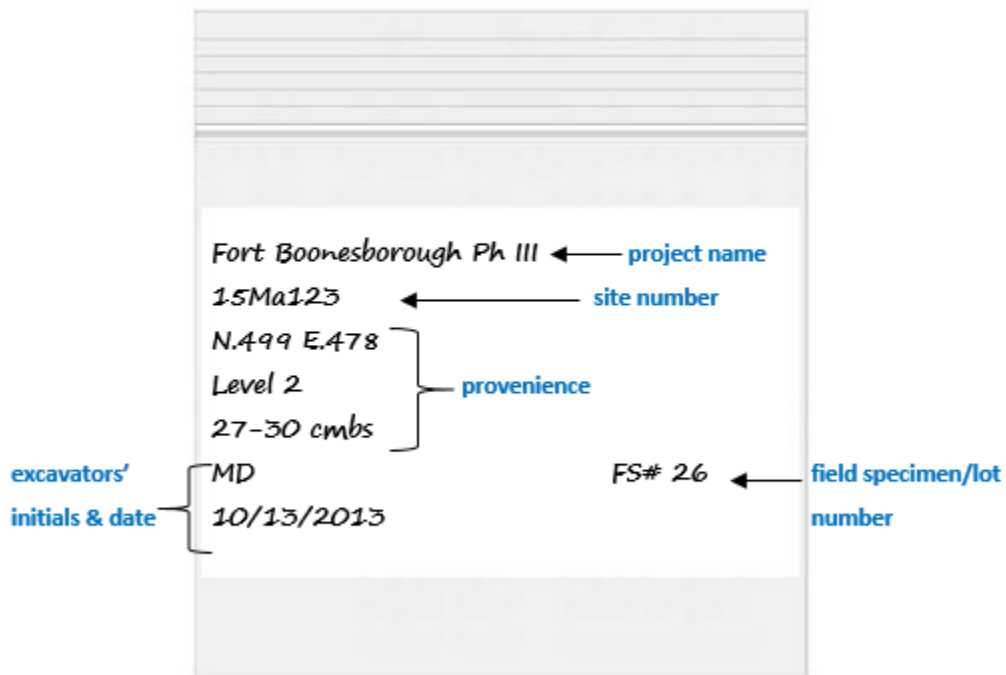 Fort Boonesborough Ph III project name
15Ma123 site number
N.499 E.478
Level 2
provenience
27-30 cmbs
excavators'
initials & date
MD
10/13/2013
FS# 26
field specimen/lot
number